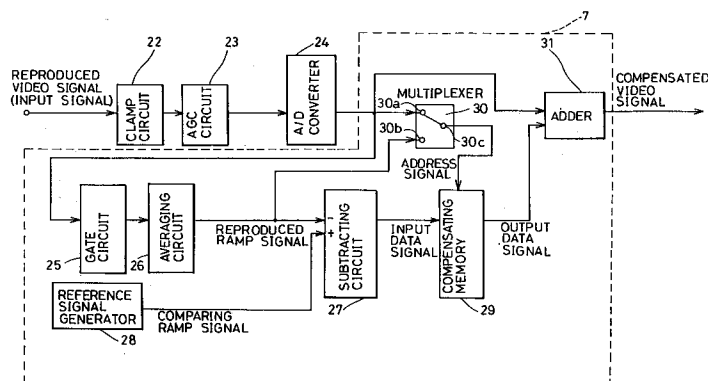 7
22
23
24
31
REPRODUCED
VIDEO SIGNAL
(INPUT SIGNAL)
CLAMP
CIRCUIT
AGC
CIRCUIT
A/D
CONVERTER
MULTIPLEXER
30a
30
30b
30c
ADDRESS
SIGNAL
ADDER
COMPENSATED
VIDEO
SIGNAL
GATE
CIRCUIT
25
AVERAGING
CIRCUIT
26
REPRODUCED
RAMP SIGNAL
-
+
SUBTRACTING
CIRCUIT
27
INPUT
DATA
SIGNAL
COMPENSATING
MEMORY
29
OUTPUT
DATA
SIGNAL
REFERENCE
SIGNAL
GENERATOR
28
COMPARING
RAMP SIGNAL